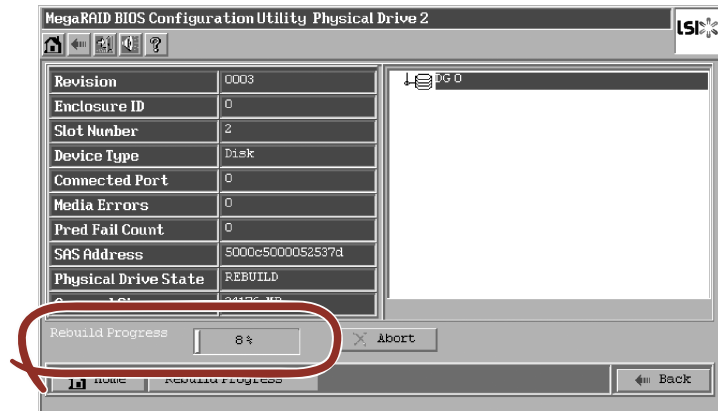 MegaRAID BIOS Configuration Utility Physical Drive 2
LSI
?
Revision 0003
Enclosure ID 0
Slot Number 2
Device Type Disk
Connected Port 0
Media Errors 0
Pred Fail Count 0
SAS Address 5000c5000052537d
Physical Drive State REBUILD
DG 0
Rebuild Progress 8%
Abort
Home Rebuild Progress
Back